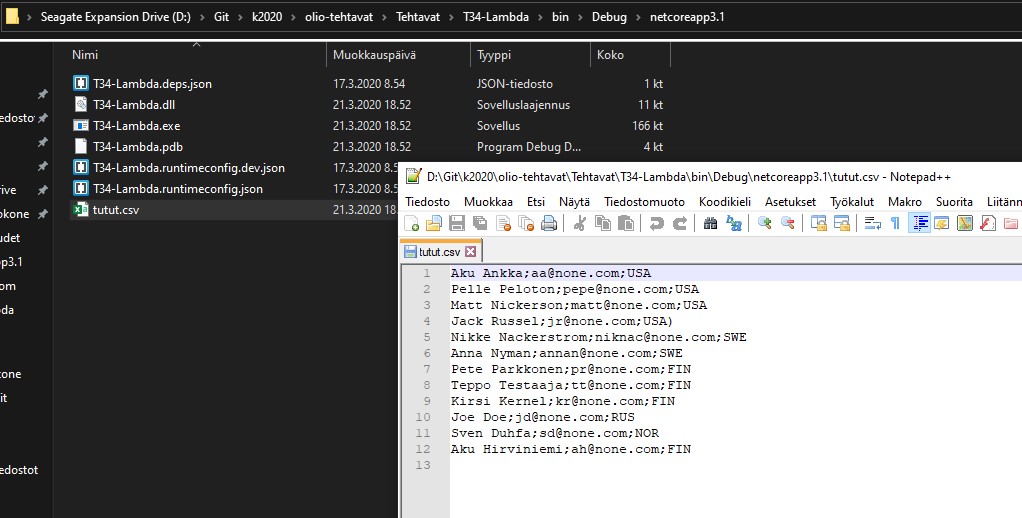 Seagate Expansion Drive (D:) › Git › k2020 › olio-tehtavat › Tehtavat › T34-Lambda › bin › Debug › netcoreapp3.1
Nimi Muokkauspäivä Tyyppi Koko
T34-Lambda.deps.json 17.3.2020 8.54 JSON-tiedosto 1 kt
T34-Lambda.dll 21.3.2020 18.52 Sovelluslaajennus 11 kt
T34-Lambda.exe 21.3.2020 18.52 Sovellus 166 kt
T34-Lambda.pdb 21.3.2020 18.52 Program Debug D... 4 kt
T34-Lambda.runtimeconfig.dev.json 17.3.2020 8.5
T34-Lambda.runtimeconfig.json 17.3.2020 8.5
tutut.csv 21.3.2020 18.
edosto
rive
okone
udet
p3.1
om
da
one
it
edostot
D:\Git\k2020\olio-tehtavat\Tehtavat\T34-Lambda\bin\Debug\netcoreapp3.1\tutut.csv - Notepad++
Tiedosto Muokkaa Etsi Näytä Tiedostomuoto Koodikieli Asetukset Työkalut Makro Suorita Liitänn
tutut.csv
1 Aku Ankka;aa@none.com;USA
2 Pelle Peloton;pepe@none.com;USA
3 Matt Nickerson;matt@none.com;USA
4 Jack Russel;jr@none.com;USA)
5 Nikke Nackerstrom;niknac@none.com;SWE
6 Anna Nyman;annan@none.com;SWE
7 Pete Parkkonen;pr@none.com;FIN
8 Teppo Testaaja;tt@none.com;FIN
9 Kirsi Kernel;kr@none.com;FIN
10 Joe Doe;jd@none.com;RUS
11 Sven Duhfa;sd@none.com;NOR
12 Aku Hirviniemi;ah@none.com;FIN
13